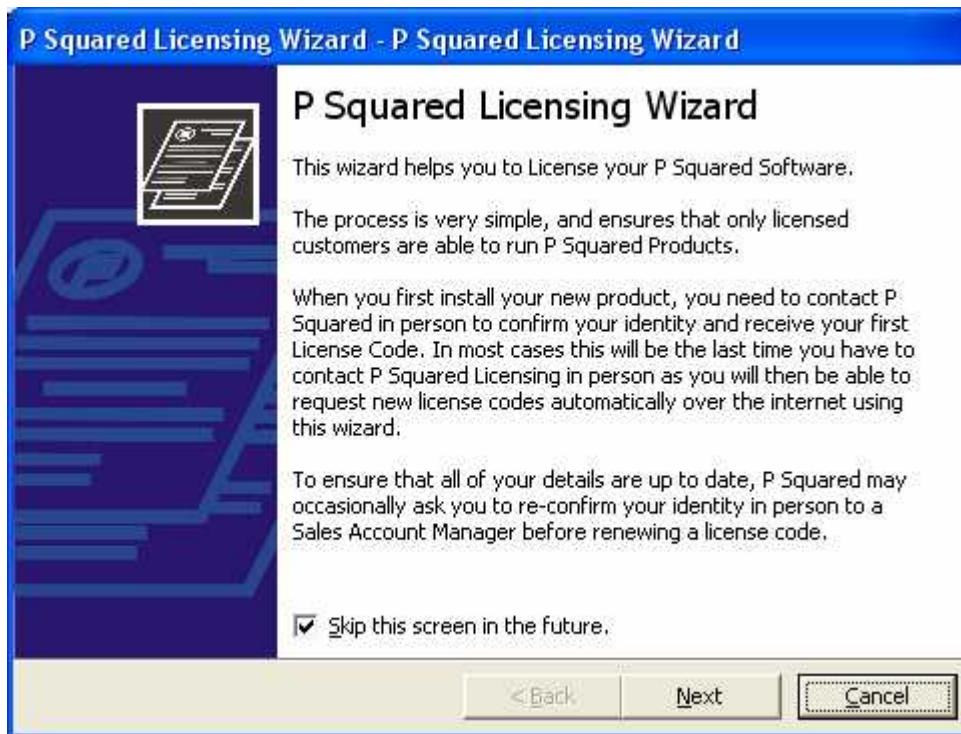 P Squared Licensing Wizard - P Squared Licensing Wizard
P Squared Licensing Wizard
This wizard helps you to License your P Squared Software.
The process is very simple, and ensures that only licensed
customers are able to run P Squared Products.
When you first install your new product, you need to contact P
Squared in person to confirm your identity and receive your first
License Code. In most cases this will be the last time you have to
contact P Squared Licensing in person as you will then be able to
request new license codes automatically over the internet using
this wizard.
To ensure that all of your details are up to date, P Squared may
occasionally ask you to re-confirm your identity in person to a
Sales Account Manager before renewing a license code.
Skip this screen in the future.
< Back Next Cancel